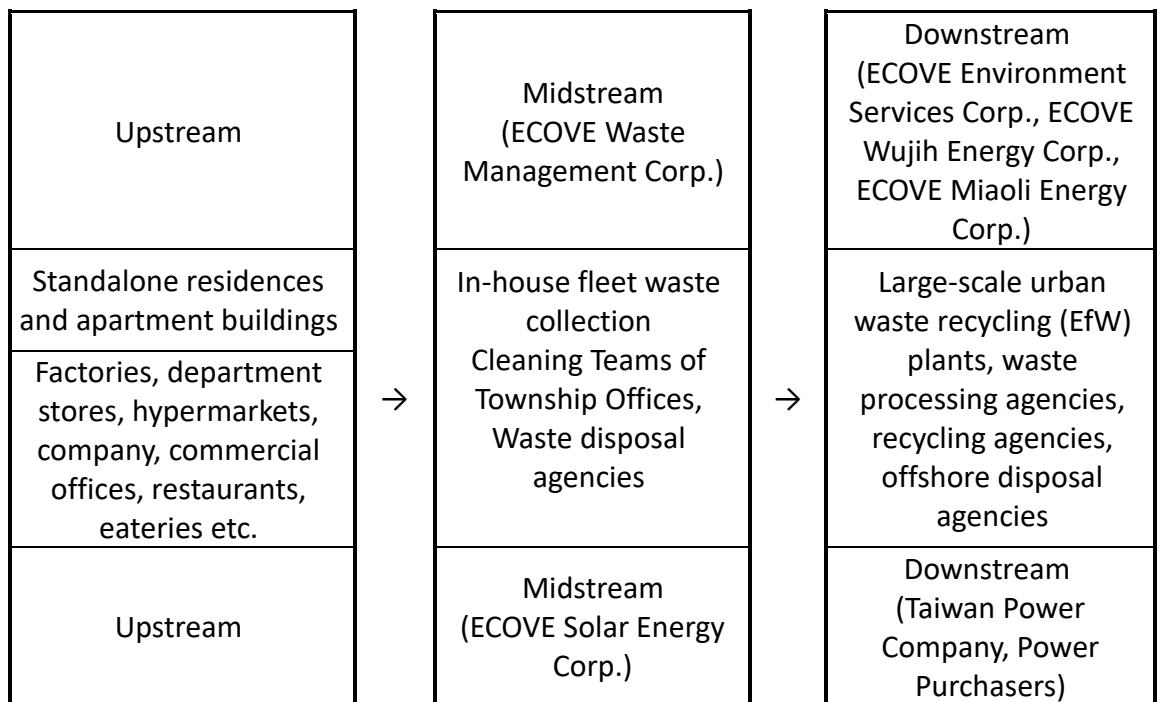 Upstream
Midstream
(ECOVE Waste
Management Corp.)
Downstream
(ECOVE Environment
Services Corp., ECOVE
Wujih Energy Corp.,
ECOVE Miaoli Energy
Corp.)
Standalone residences
and apartment buildings
Factories, department
stores, hypermarkets,
company, commercial
offices, restaurants,
eateries etc.
→
In-house fleet waste
collection
Cleaning Teams of
Township Offices,
Waste disposal
agencies
→
Large-scale urban
waste recycling (EfW)
plants, waste
processing agencies,
recycling agencies,
offshore disposal
agencies
Upstream
Midstream
(ECOVE Solar Energy
Corp.)
Downstream
(Taiwan Power
Company, Power
Purchasers)